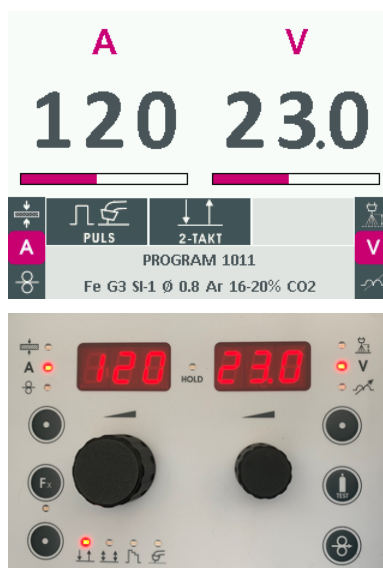 A V
120 23.0
PULS 2-TAKT
A V
PROGRAM 1011
Fe G3 SI-1 Ø 0.8 Ar 16-20% CO2
A 120 HOLD 23.0 V
Fx TEST